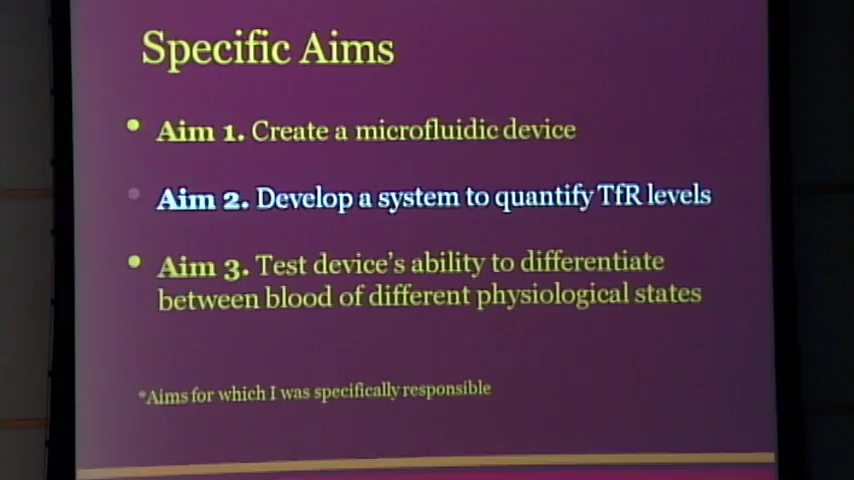 Specific Aims
• Aim 1. Create a microfluidic device
• Aim 2. Develop a system to quantify TfR levels
• Aim 3. Test device's ability to differentiate
between blood of different physiological states
*Aims for which I was specifically responsible